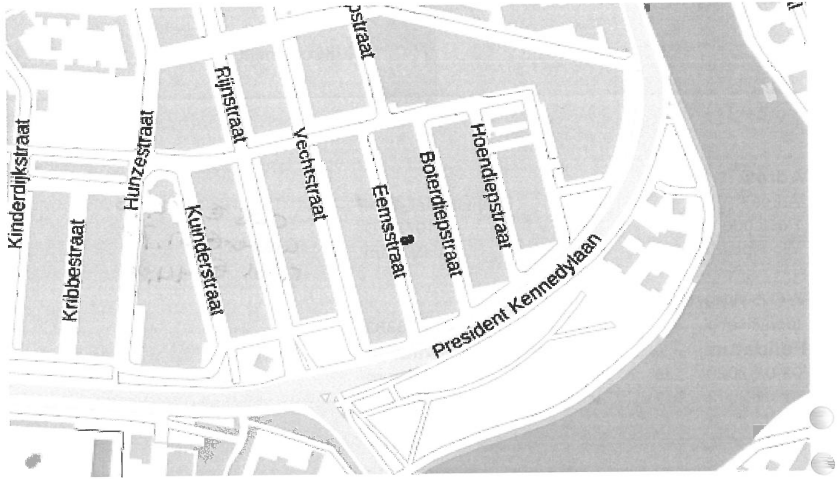 Rijnstraat
Vechtstraat
Kinderdijkstraat
Hunzestraat
Kribbestraat
Kuinderstraat
Eemsstraat
Boterdiepstraat
Hoendiepstraat
President Kennedylaan